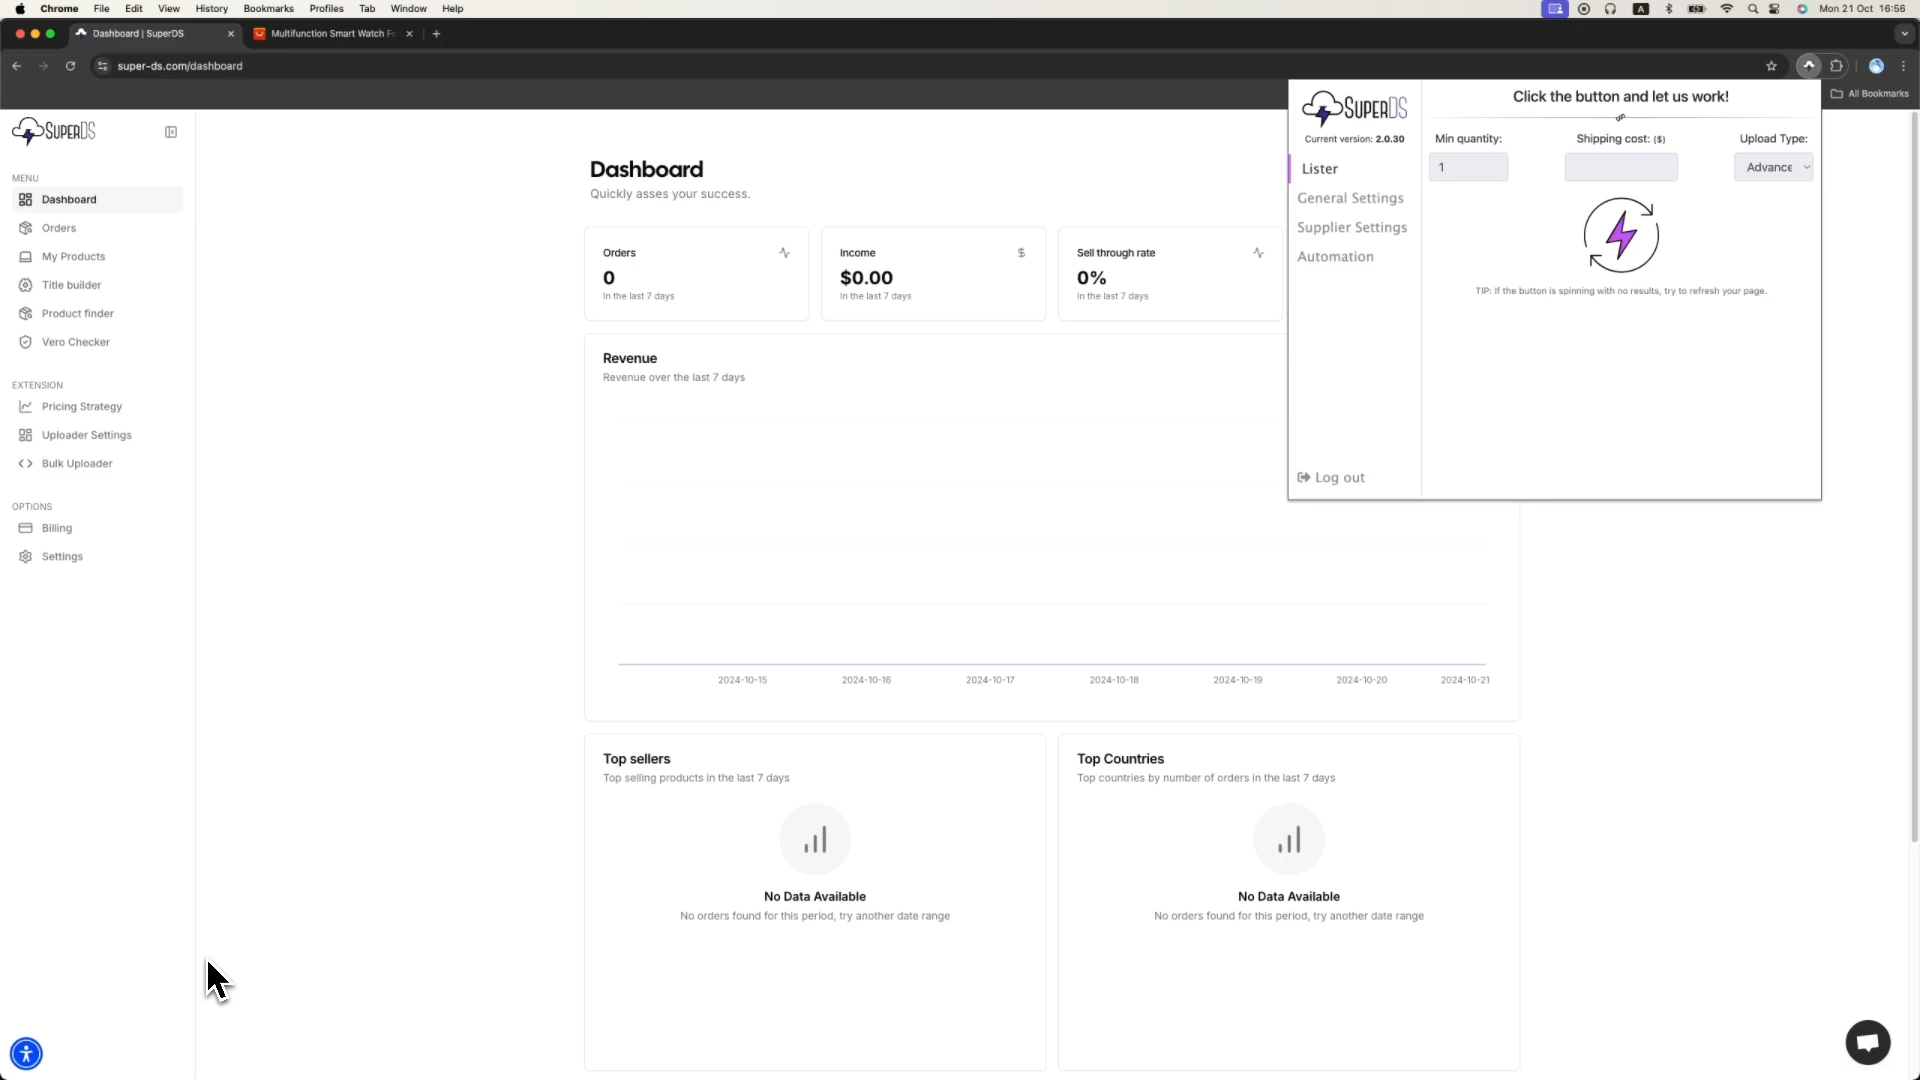 Chrome File Edit View History Bookmarks Profiles Tab Window Help
A
Mon 21 Oct 16:56
Dashboard | SuperDS
Multifunction Smart Watch Fo
super-ds.com/dashboard
All Bookmarks
SUPERDS
MENU
Dashboard
Orders
My Products
Title builder
Product finder
Vero Checker
EXTENSION
Pricing Strategy
Uploader Settings
Bulk Uploader
OPTIONS
Billing
Settings
Dashboard
Quickly asses your success.
Orders
0
In the last 7 days
Income
$
$0.00
In the last 7 days
Sell through rate
0%
In the last 7 days
Revenue
Revenue over the last 7 days
2024-10-15 2024-10-16 2024-10-17 2024-10-18 2024-10-19 2024-10-20 2024-10-21
Top sellers
Top selling products in the last 7 days
No Data Available
No orders found for this period, try another date range
Top Countries
Top countries by number of orders in the last 7 days
No Data Available
No orders found for this period, try another date range
SUPERDS
Current version: 2.0.30
Lister
General Settings
Supplier Settings
Automation
Log out
Click the button and let us work!
Min quantity: Shipping cost: ($) Upload Type:
1 Advance
TIP: If the button is spinning with no results, try to refresh your page.